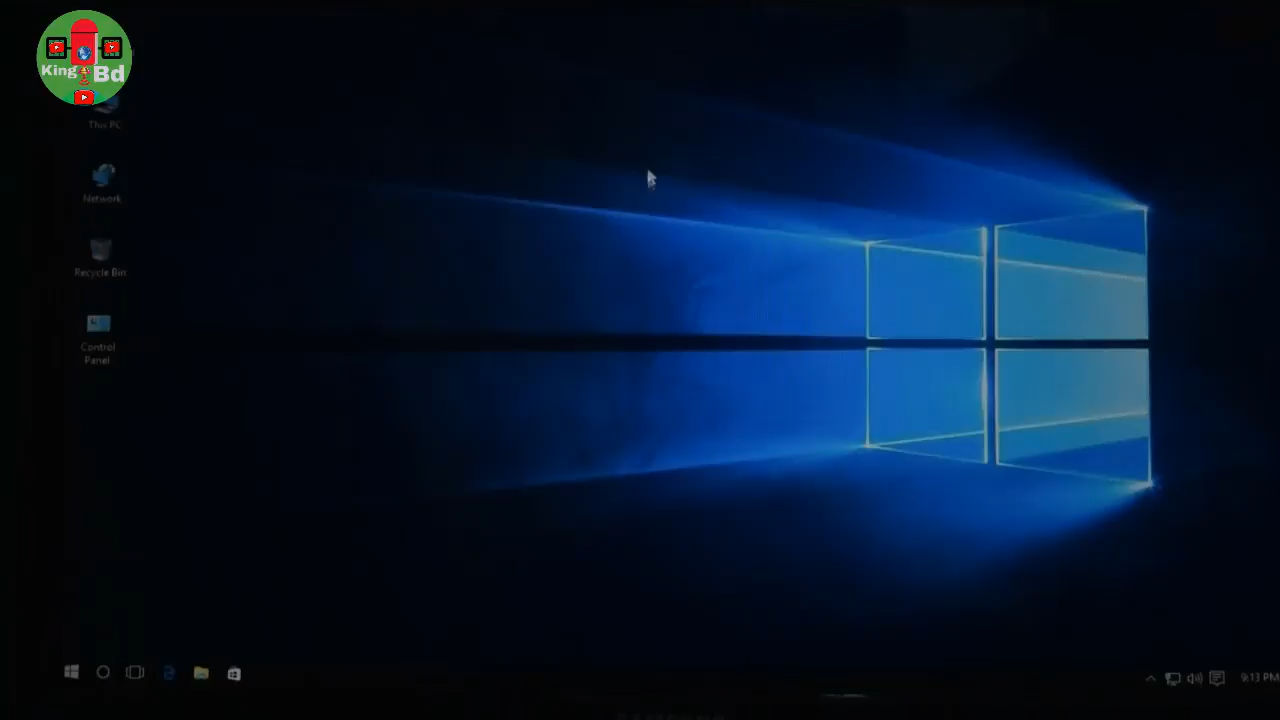 King Bd
This PC
Network
Recycle Bin
Control
Panel
9:13 PM